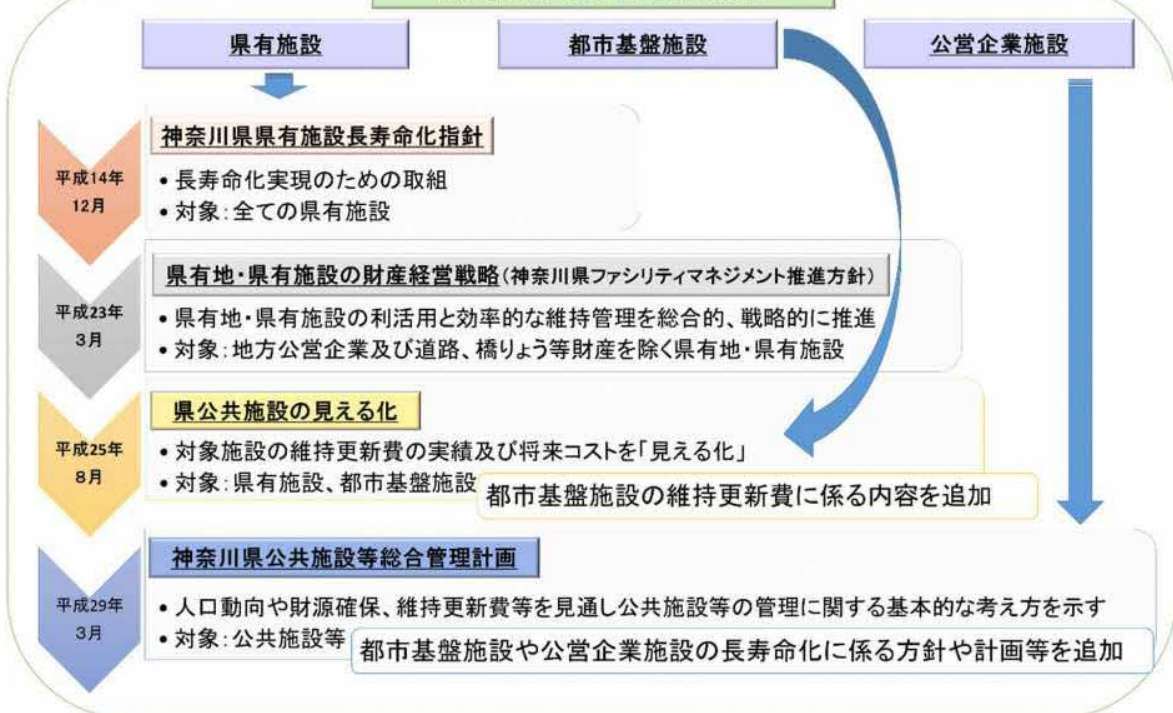 県有施設
都市基盤施設
公営企業施設
平成14年
12月
神奈川県県有施設長寿命化指針
• 長寿命化実現のための取組
• 対象：全ての県有施設
平成23年
3月
県有地・県有施設の財産経営戦略(神奈川県ファシリティマネジメント推進方針)
• 県有地・県有施設の利活用と効率的な維持管理を総合的、戦略的に推進
• 対象：地方公営企業及び道路、橋りょう等財産を除く県有地・県有施設
平成25年
8月
県公共施設の見える化
• 対象施設の維持更新費の実績及び将来コストを「見える化」
• 対象：県有施設、都市基盤施設
都市基盤施設の維持更新費に係る内容を追加
平成29年
3月
神奈川県公共施設等総合管理計画
• 人口動向や財源確保、維持更新費等を見通し公共施設等の管理に関する基本的な考え方を示す
• 対象：公共施設等
都市基盤施設や公営企業施設の長寿命化に係る方針や計画等を追加